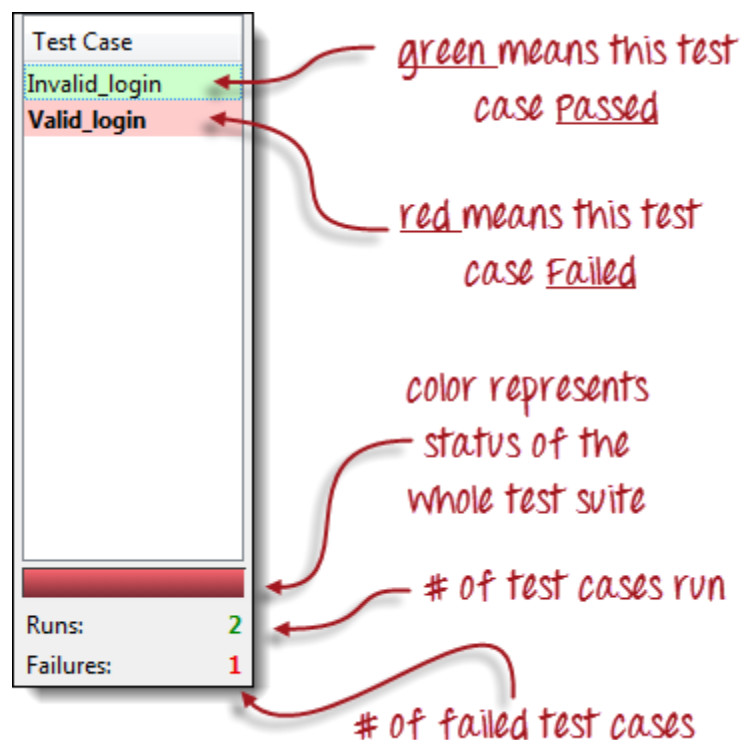 Test Case
Invalid_login
Valid_login
Runs: 2
Failures: 1
green means this test
case Passed
red means this test
case Failed
color represents
status of the
whole test suite
# of test cases run
# of failed test cases